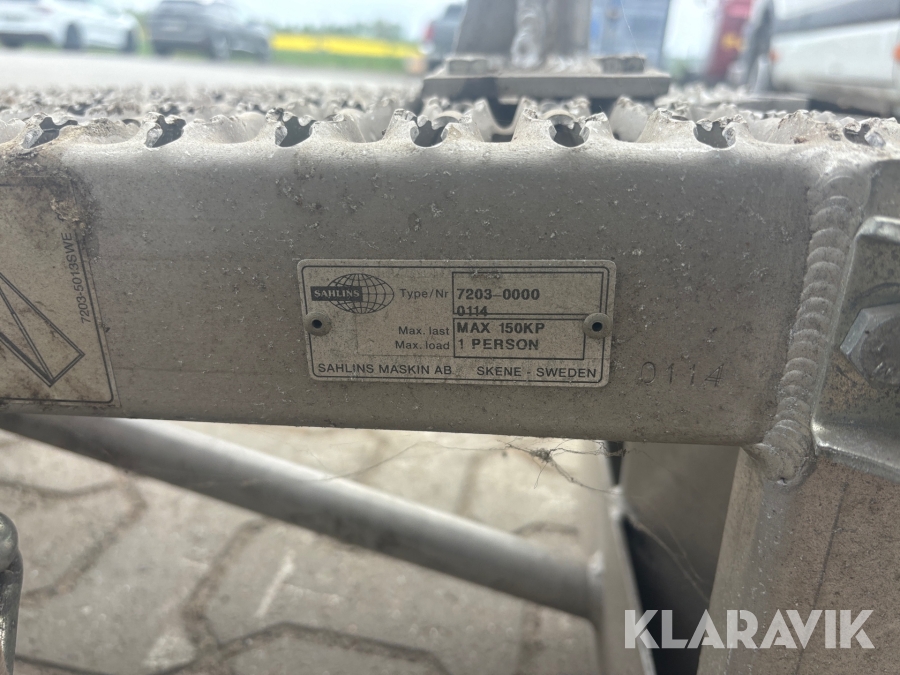 7203-5013SWE
SAHLINS
Type/Nr 7203-0000
0114
Max. last MAX 150KP
Max. load 1 PERSON
SAHLINS MASKIN AB. SKENE - SWEDEN
0114
KLARAVIK